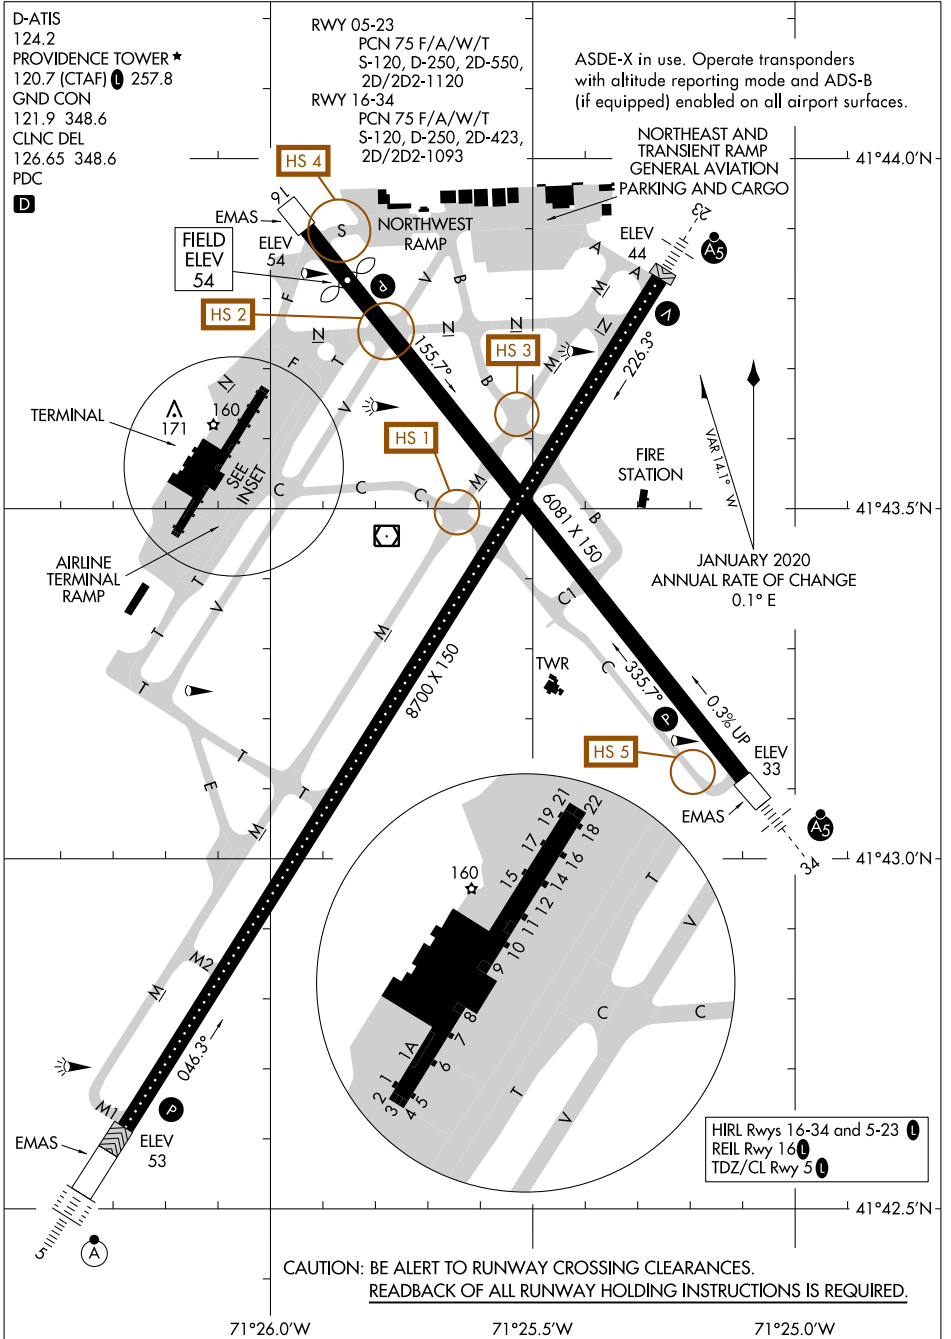 D-ATIS
124.2
PROVIDENCE TOWER ★
120.7 (CTAF) L 257.8
GND CON
121.9 348.6
CLNC DEL
126.65 348.6
PDC
D
RWY 05-23
PCN 75 F/A/W/T
S-120, D-250, 2D-550,
2D/2D2-1120
RWY 16-34
PCN 75 F/A/W/T
S-120, D-250, 2D-423,
2D/2D2-1093
ASDE-X in use. Operate transponders
with altitude reporting mode and ADS-B
(if equipped) enabled on all airport surfaces.
NORTHEAST AND
TRANSIENT RAMP
GENERAL AVIATION
PARKING AND CARGO
41°44.0'N
HS 4
16
EMAS
S
NORTHWEST
RAMP
ELEV
54
FIELD
ELEV
54
ELEV
44
23
A5
A
A
V
B
M
N
F
P
V
HS 2
N
N
N
155.7°
HS 3
M
226.3°
N
F
T
V
B
TERMINAL
171
160
SEE
INSET
HS 1
C
C
C
M
FIRE
STATION
VAR 14.1° W
41°43.5'N
6081 X 150
B
JANUARY 2020
ANNUAL RATE OF CHANGE
0.1° E
AIRLINE
TERMINAL
RAMP
T
V
T
T
C1
M
TWR
C
335.7°
0.3% UP
8700 X 150
P
HS 5
ELEV
33
EMAS
A5
34
T
E
T
M
41°43.0'N
21
22
19
18
17
16
15
14
12
11
10
9
8
7
6
5
4
3
2
1
1A
160
T
V
C
C
T
V
M2
M
046.3°
M1
P
EMAS
ELEV
53
5
A
HIRL Rwys 16-34 and 5-23 L
REIL Rwy 16 L
TDZ/CL Rwy 5 L
41°42.5'N
CAUTION: BE ALERT TO RUNWAY CROSSING CLEARANCES.
READBACK OF ALL RUNWAY HOLDING INSTRUCTIONS IS REQUIRED.
71°26.0'W
71°25.5'W
71°25.0'W